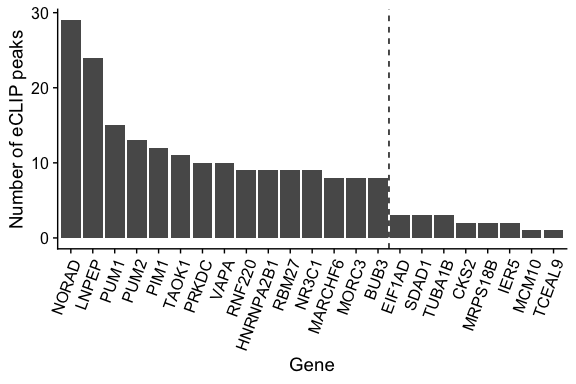 Number of eCLIP peaks
30
20
10
0
NORAD
LNPEP
PUM1
PUM2
PIM1
TAOK1
PRKDC
VAPA
RNF220
HNRNPA2B1
RBM27
NR3C1
MARCHF6
MORC3
BUB3
EIF1AD
SDAD1
TUBA1B
CKS2
MRPS18B
IER5
MCM10
TCEAL9
Gene